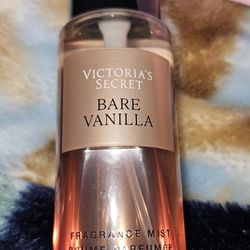 VICTORIA'S
SECRET
BARE
VANILLA
FRAGRANCE MIST
BRUME PARFUMÉE